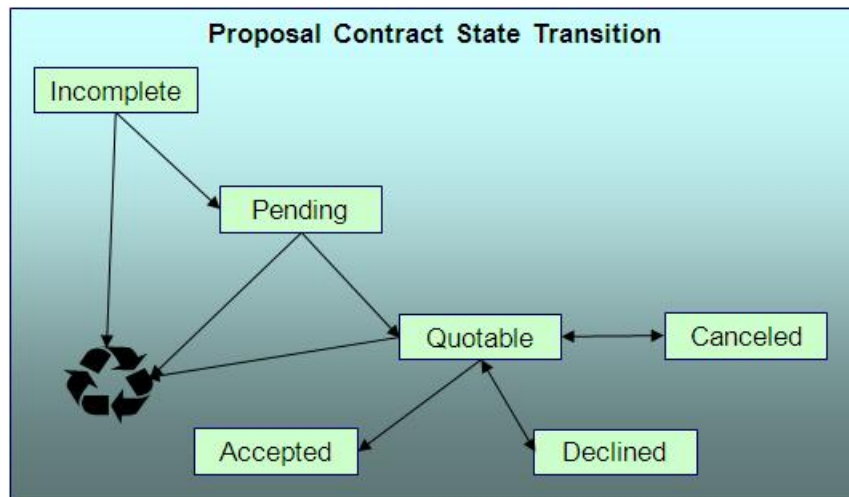 Proposal Contract State Transition
Incomplete
Pending
Quotable
Canceled
Accepted
Declined